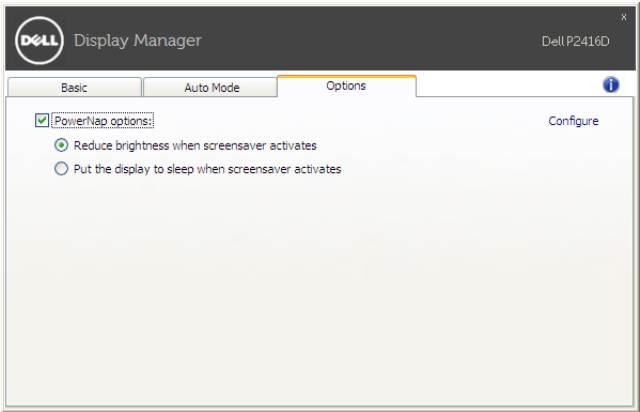 x
DELL Display Manager Dell P2416D
Basic Auto Mode Options i
PowerNap options: Configure
Reduce brightness when screensaver activates
Put the display to sleep when screensaver activates